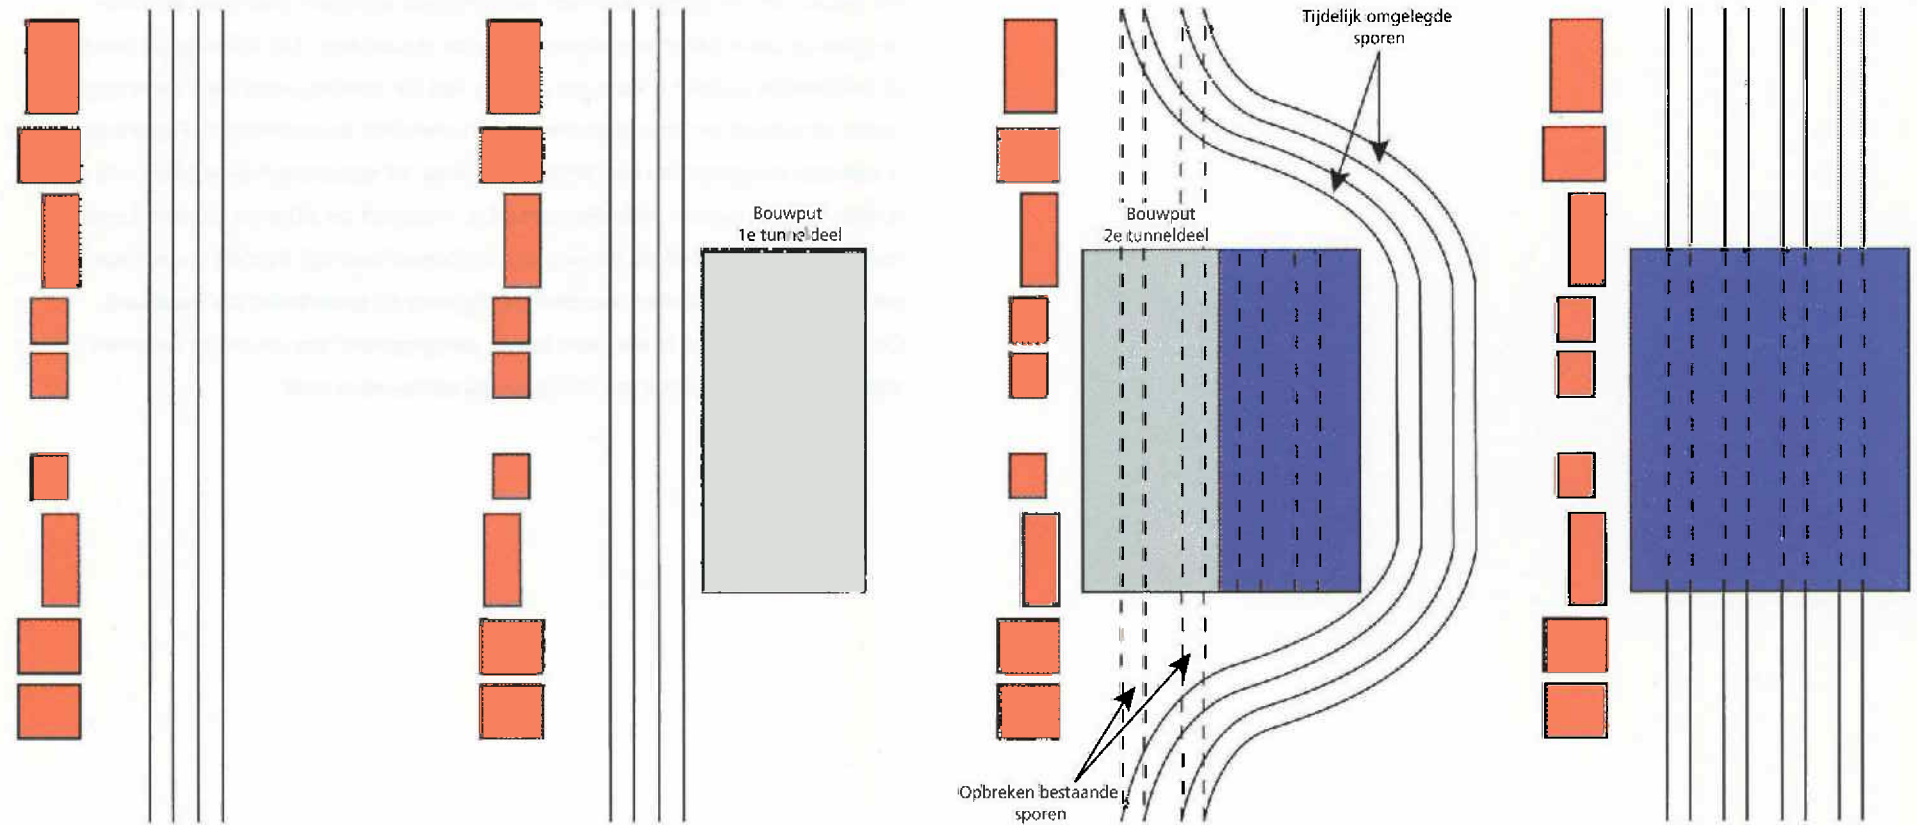 Bouwput
1e tunneldeel
Tijdelijk omgelegde
sporen
Bouwput
2e tunneldeel
Opbreken bestaande
sporen